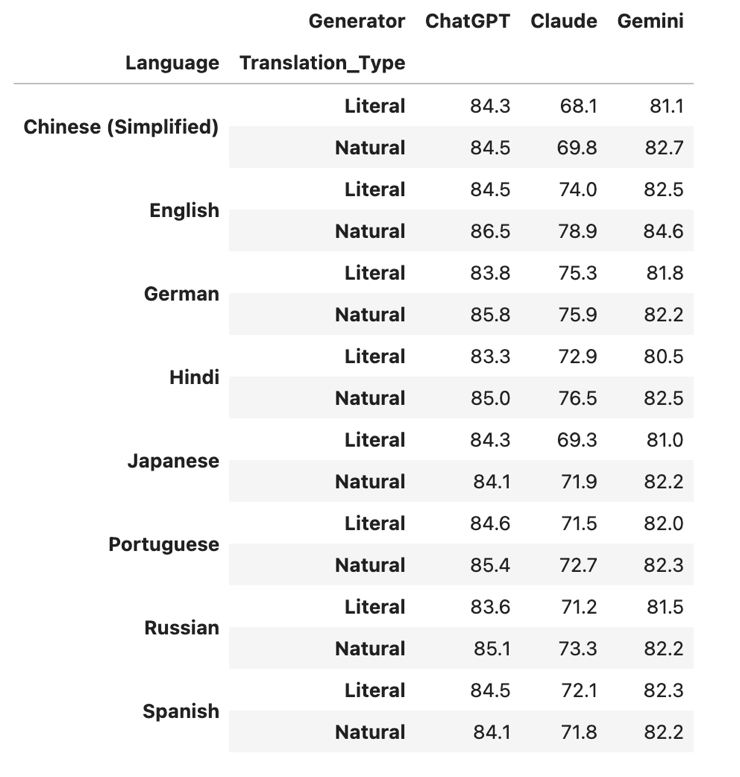 Generator ChatGPT Claude Gemini
Language Translation_Type
Chinese (Simplified) Literal 84.3 68.1 81.1
Natural 84.5 69.8 82.7
English Literal 84.5 74.0 82.5
Natural 86.5 78.9 84.6
German Literal 83.8 75.3 81.8
Natural 85.8 75.9 82.2
Hindi Literal 83.3 72.9 80.5
Natural 85.0 76.5 82.5
Japanese Literal 84.3 69.3 81.0
Natural 84.1 71.9 82.2
Portuguese Literal 84.6 71.5 82.0
Natural 85.4 72.7 82.3
Russian Literal 83.6 71.2 81.5
Natural 85.1 73.3 82.2
Spanish Literal 84.5 72.1 82.3
Natural 84.1 71.8 82.2